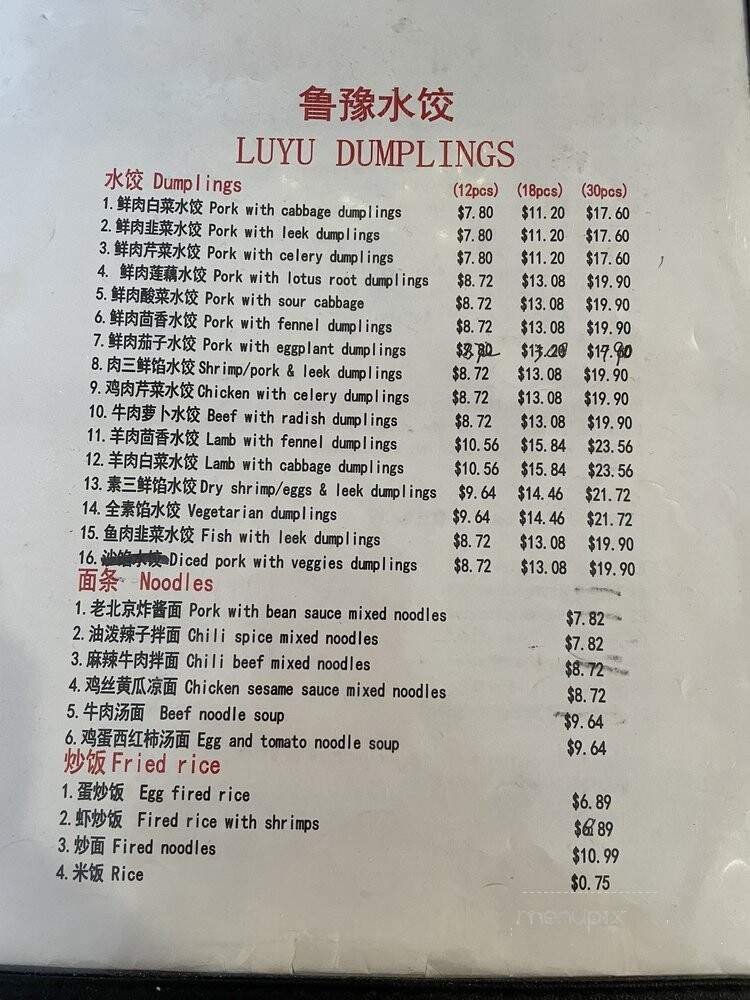 鲁豫水饺
LUYU DUMPLINGS
水饺 Dumplings (12pcs) (18pcs) (30pcs)
1. 鲜肉白菜水饺 Pork with cabbage dumplings $7.80 $11.20 $17.60
2. 鲜肉韭菜水饺 Pork with leek dumplings $7.80 $11.20 $17.60
3. 鲜肉芹菜水饺 Pork with celery dumplings $7.80 $11.20 $17.60
4. 鲜肉莲藕水饺 Pork with lotus root dumplings $8.72 $13.08 $19.90
5. 鲜肉酸菜水饺 Pork with sour cabbage $8.72 $13.08 $19.90
6. 鲜肉茴香水饺 Pork with fennel dumplings $8.72 $13.08 $19.90
7. 鲜肉茄子水饺 Pork with eggplant dumplings
8. 肉三鲜馅水饺 Shrimp/pork & leek dumplings $8.72 $13.08 $19.90
9. 鸡肉芹菜水饺 Chicken with celery dumplings $8.72 $13.08 $19.90
10. 牛肉萝卜水饺 Beef with radish dumplings $8.72 $13.08 $19.90
11. 羊肉茴香水饺 Lamb with fennel dumplings $10.56 $15.84 $23.56
12. 羊肉白菜水饺 Lamb with cabbage dumplings $10.56 $15.84 $23.56
13. 素三鲜馅水饺 Dry shrimp/eggs & leek dumplings $9.64 $14.46 $21.72
14. 全素馅水饺 Vegetarian dumplings $9.64 $14.46 $21.72
15. 鱼肉韭菜水饺 Fish with leek dumplings $8.72 $13.08 $19.90
16. Diced pork with veggies dumplings $8.72 $13.08 $19.90
面条 Noodles
1. 老北京炸酱面 Pork with bean sauce mixed noodles $7.82
2. 油泼辣子拌面 Chili spice mixed noodles $7.82
3. 麻辣牛肉拌面 Chili beef mixed noodles $8.72
4. 鸡丝黄瓜凉面 Chicken sesame sauce mixed noodles $8.72
5. 牛肉汤面 Beef noodle soup $9.64
6. 鸡蛋西红柿汤面 Egg and tomato noodle soup $9.64
炒饭 Fried rice
1. 蛋炒饭 Egg fired rice $6.89
2. 虾炒饭 Fired rice with shrimps
3. 炒面 Fired noodles $10.99
4. 米饭 Rice $0.75
menupix